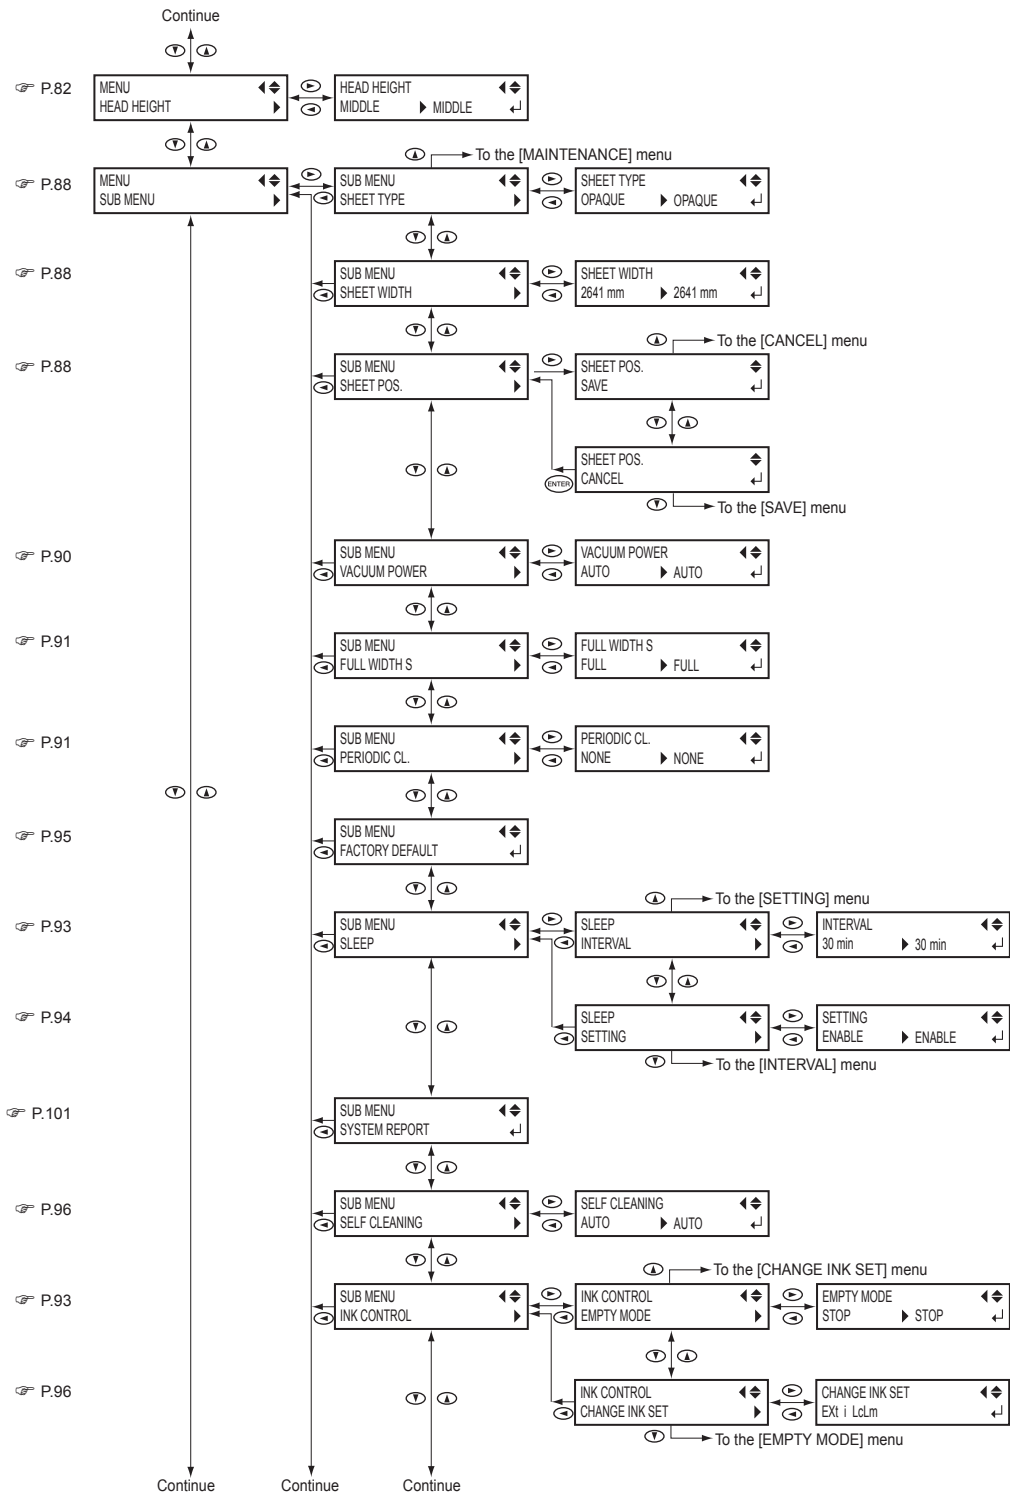 Continue
☞ P.82
MENU
HEAD HEIGHT
HEAD HEIGHT
MIDDLE MIDDLE
To the [MAINTENANCE] menu
☞ P.88
MENU
SUB MENU
SUB MENU
SHEET TYPE
SHEET TYPE
OPAQUE OPAQUE
☞ P.88
SUB MENU
SHEET WIDTH
SHEET WIDTH
2641 mm 2641 mm
To the [CANCEL] menu
☞ P.88
SUB MENU
SHEET POS.
SHEET POS.
SAVE
SHEET POS.
CANCEL
ENTER
To the [SAVE] menu
☞ P.90
SUB MENU
VACUUM POWER
VACUUM POWER
AUTO AUTO
☞ P.91
SUB MENU
FULL WIDTH S
FULL WIDTH S
FULL FULL
☞ P.91
SUB MENU
PERIODIC CL.
PERIODIC CL.
NONE NONE
☞ P.95
SUB MENU
FACTORY DEFAULT
To the [SETTING] menu
☞ P.93
SUB MENU
SLEEP
SLEEP
INTERVAL
INTERVAL
30 min 30 min
☞ P.94
SLEEP
SETTING
SETTING
ENABLE ENABLE
To the [INTERVAL] menu
☞ P.101
SUB MENU
SYSTEM REPORT
☞ P.96
SUB MENU
SELF CLEANING
SELF CLEANING
AUTO AUTO
To the [CHANGE INK SET] menu
☞ P.93
SUB MENU
INK CONTROL
INK CONTROL
EMPTY MODE
EMPTY MODE
STOP STOP
☞ P.96
INK CONTROL
CHANGE INK SET
CHANGE INK SET
EXt i LcLm
To the [EMPTY MODE] menu
Continue Continue Continue